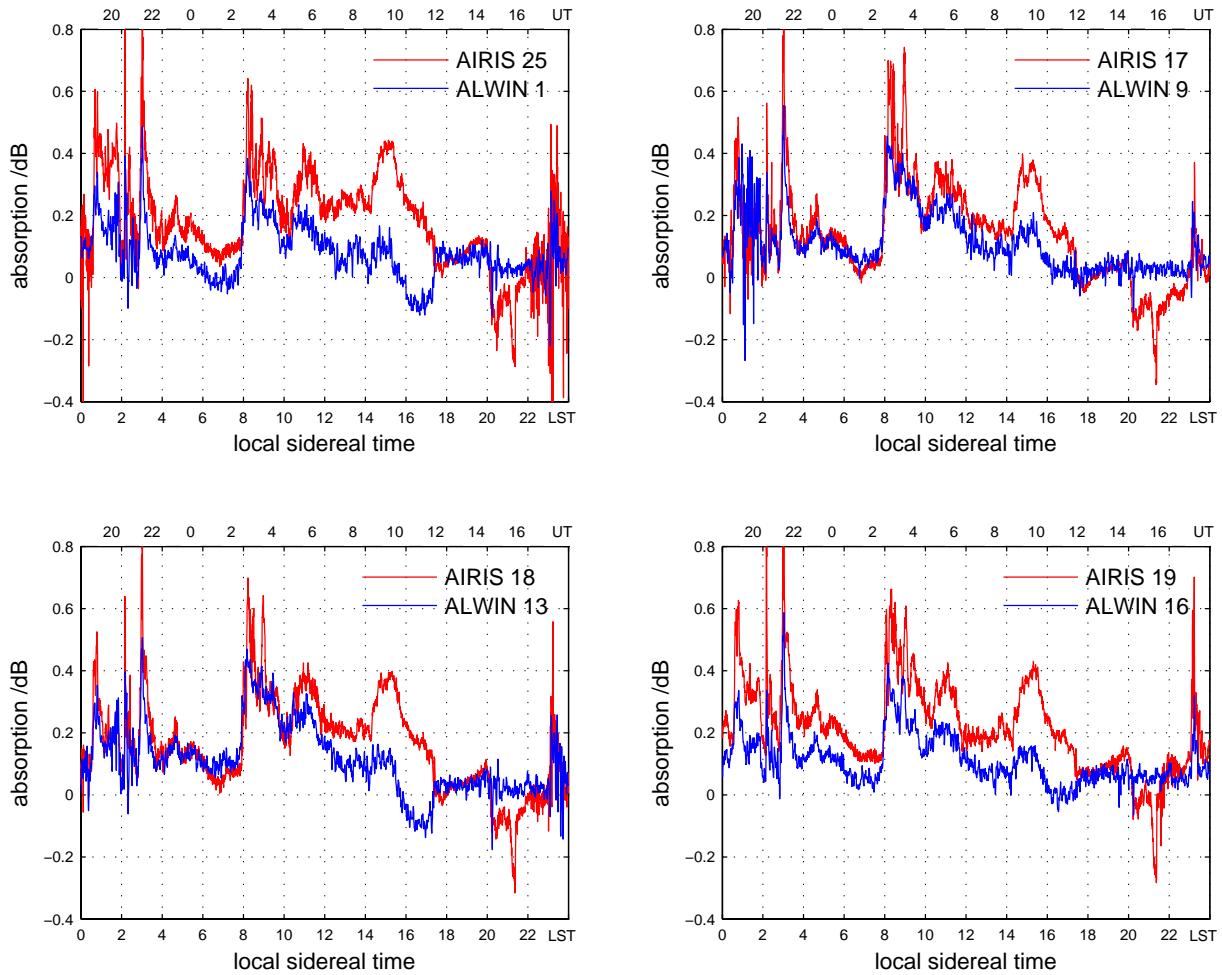 20 22 0 2 4 6 8 10 12 14 16 UT
0.8
0.6
0.4
0.2
0
−0.2
−0.4
absorption /dB
AIRIS 25
ALWIN 1
0 2 4 6 8 10 12 14 16 18 20 22 LST
local sidereal time
20 22 0 2 4 6 8 10 12 14 16 UT
0.8
0.6
0.4
0.2
0
−0.2
−0.4
absorption /dB
AIRIS 17
ALWIN 9
0 2 4 6 8 10 12 14 16 18 20 22 LST
local sidereal time
20 22 0 2 4 6 8 10 12 14 16 UT
0.8
0.6
0.4
0.2
0
−0.2
−0.4
absorption /dB
AIRIS 18
ALWIN 13
0 2 4 6 8 10 12 14 16 18 20 22 LST
local sidereal time
20 22 0 2 4 6 8 10 12 14 16 UT
0.8
0.6
0.4
0.2
0
−0.2
−0.4
absorption /dB
AIRIS 19
ALWIN 16
0 2 4 6 8 10 12 14 16 18 20 22 LST
local sidereal time